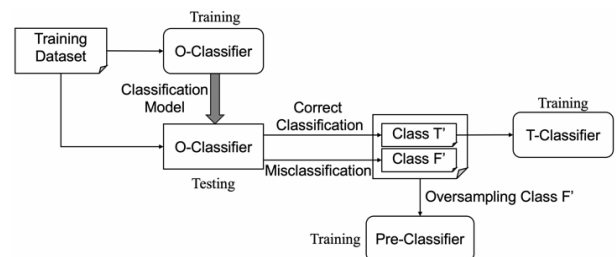 Training
Training
Dataset
O-Classifier
Classification
Model
Correct
Classification
Training
O-Classifier
Class T’
T-Classifier
Class F’
Misclassification
Testing
Oversampling Class F’
Training
Pre-Classifier